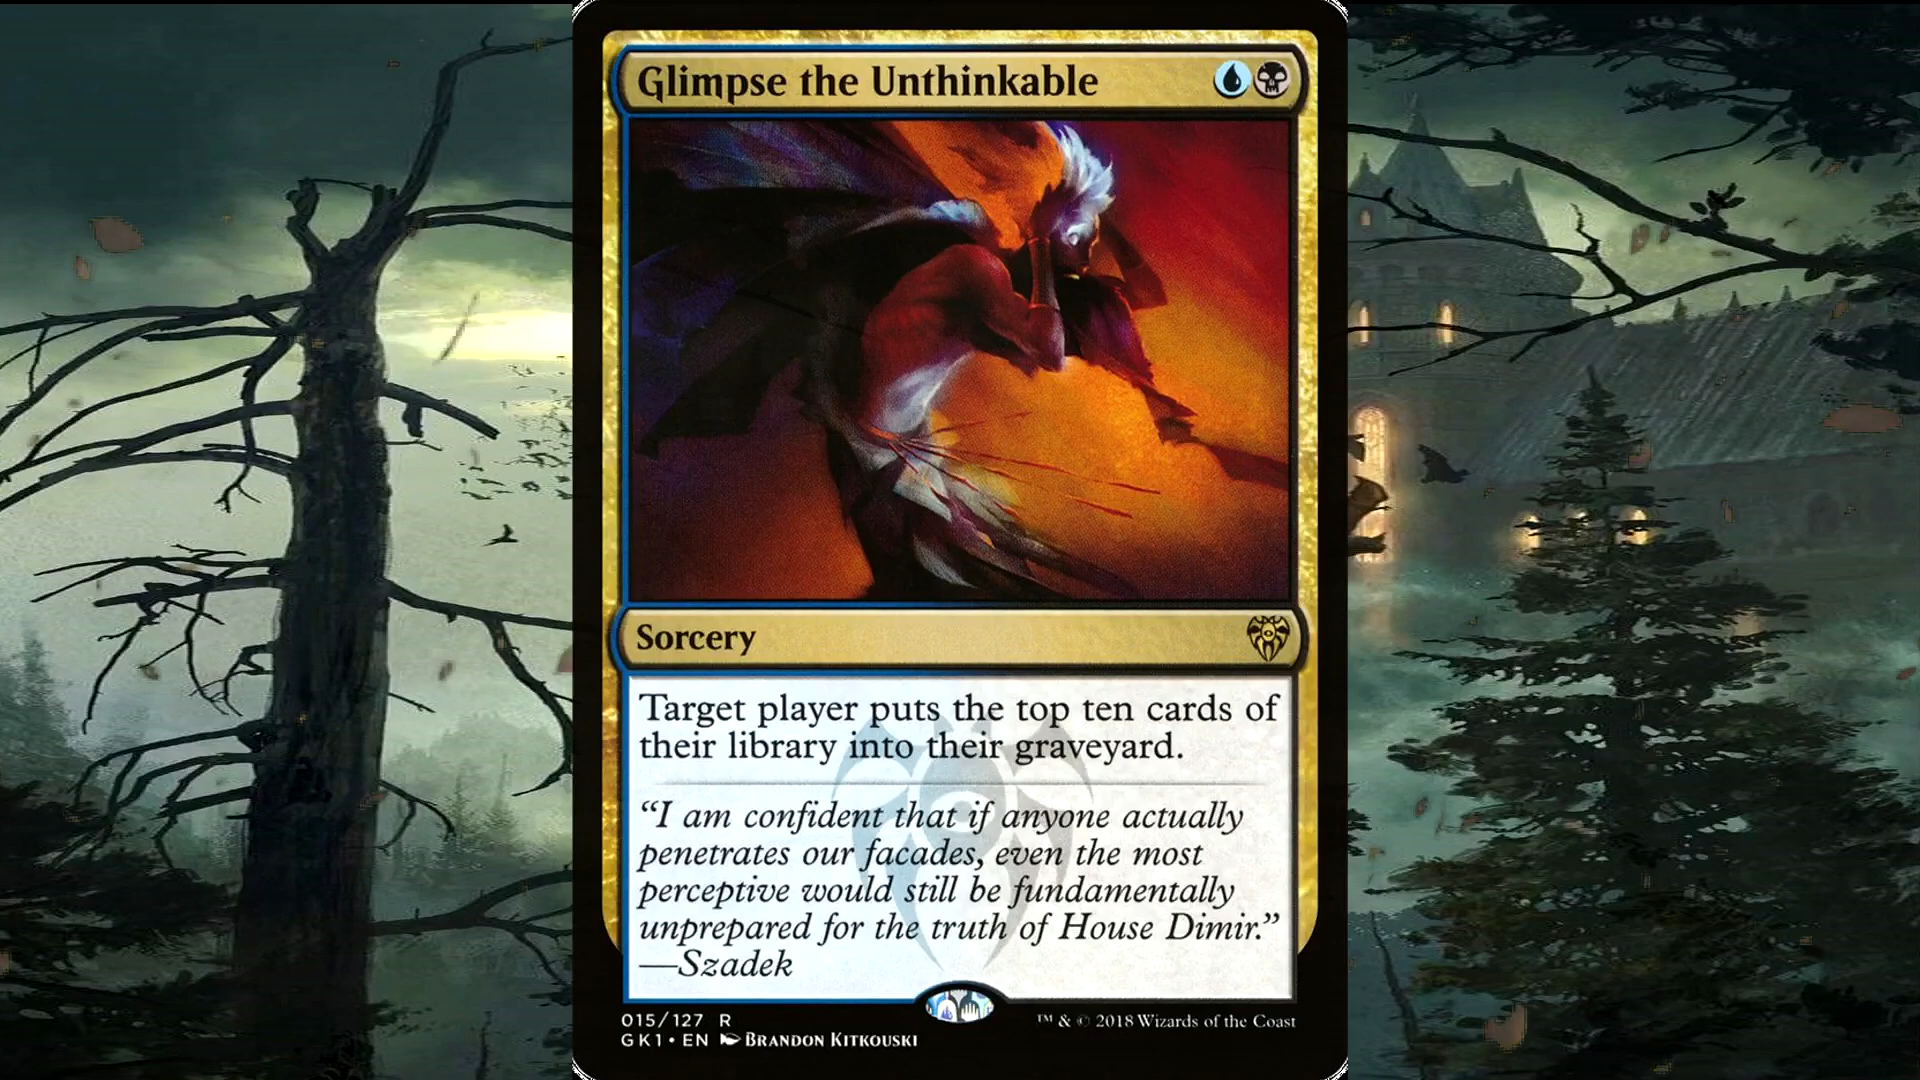 Glimpse the Unthinkable
Sorcery
Target player puts the top ten cards of
their library into their graveyard.
“I am confident that if anyone actually
penetrates our facades, even the most
perceptive would still be fundamentally
unprepared for the truth of House Dimir.”
—Szadek
015/127 R
GK1 • EN Brandon Kitkouski
™ & © 2018 Wizards of the Coast